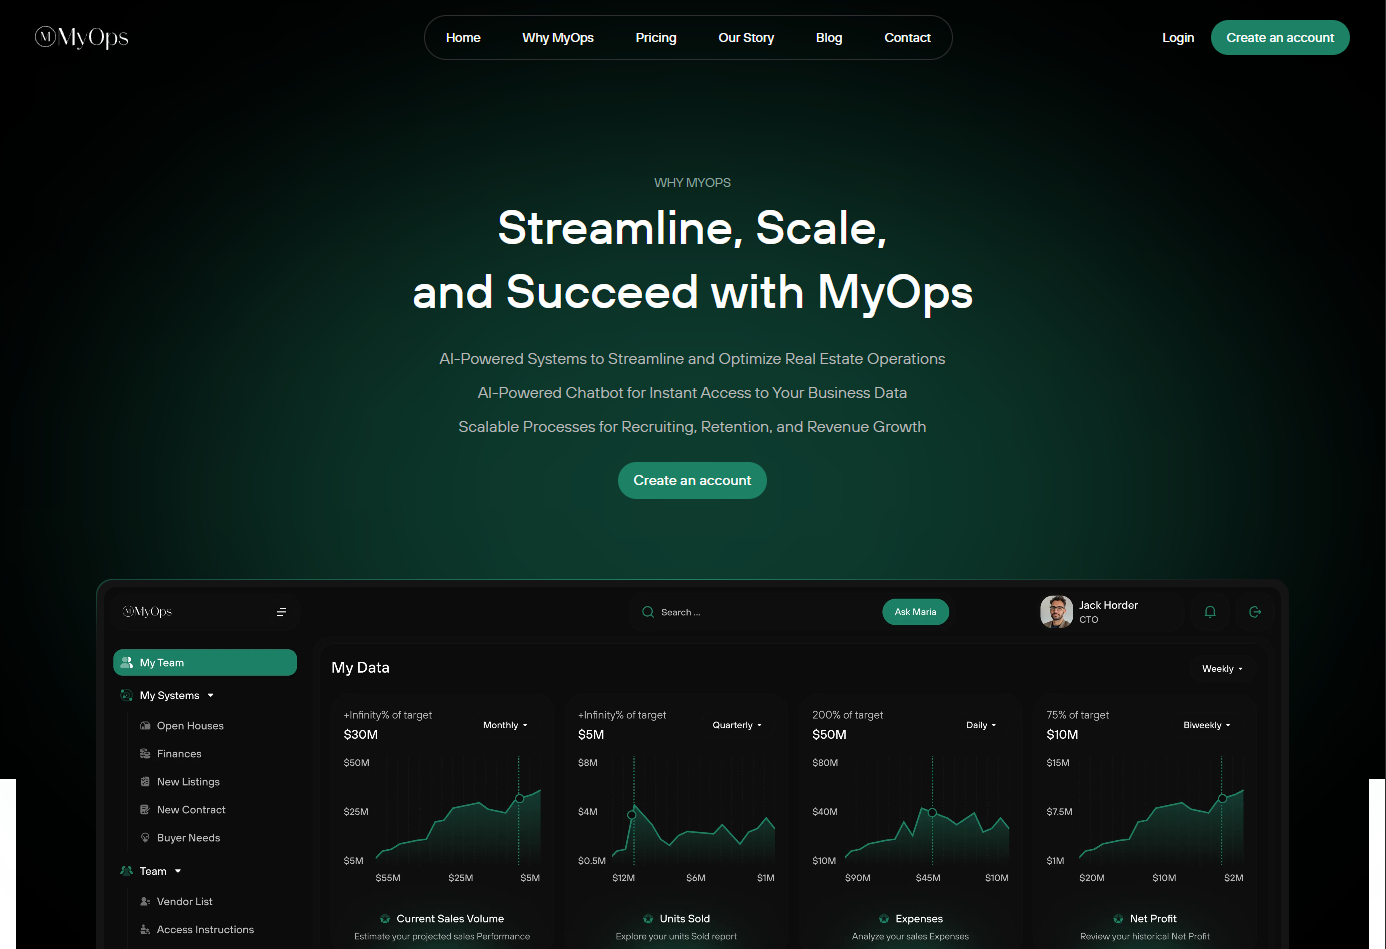 MyOps
Home
Why MyOps
Pricing
Our Story
Blog
Contact
Login
Create an account
WHY MYOPS
Streamline, Scale,
and Succeed with MyOps
AI-Powered Systems to Streamline and Optimize Real Estate Operations
AI-Powered Chatbot for Instant Access to Your Business Data
Scalable Processes for Recruiting, Retention, and Revenue Growth
Create an account
MyOps
Search ...
Ask Maria
Jack Horder
CTO
My Team
My Systems
Open Houses
Finances
New Listings
New Contract
Buyer Needs
Team
Vendor List
Access Instructions
My Data
Weekly
+Infinity% of target
$30M
Monthly
$50M
$25M
$5M
$55M $25M $5M
Current Sales Volume
Estimate your projected sales Performance
+Infinity% of target
$5M
Quarterly
$8M
$4M
$0.5M
$12M $6M $1M
Units Sold
Explore your units Sold report
200% of target
$50M
Daily
$80M
$40M
$10M
$90M $45M $10M
Expenses
Analyze your sales Expenses
75% of target
$10M
Biweekly
$15M
$7.5M
$1M
$20M $10M $2M
Net Profit
Review your historical Net Profit